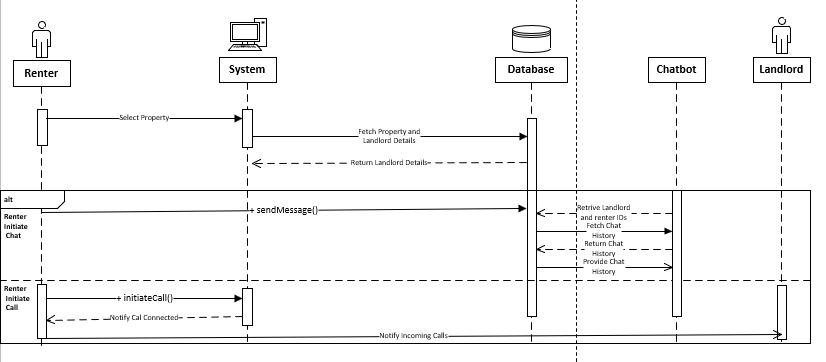 Renter
System
Database
Chatbot
Landlord
Select Property
Fetch Property and
Landlord Details
Return Landlord Details
alt
Renter
Initiate
Chat
+ sendMessage()
Retrive Landlord
and renter IDs
Fetch Chat
History
Return Chat
History
Provide Chat
History
Renter
Initiate
Call
+ initiateCall()
Notify Cal Connected
Notify Incoming Calls